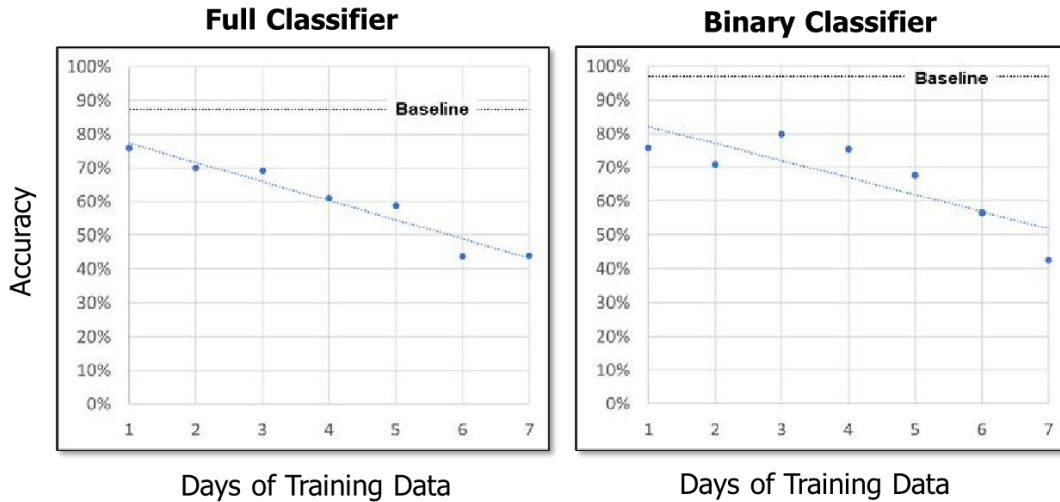 Full Classifier
100%
90%
80%
70%
60%
50%
40%
30%
20%
10%
0%
Baseline
1 2 3 4 5 6 7
Accuracy
Days of Training Data
Binary Classifier
100%
90%
80%
70%
60%
50%
40%
30%
20%
10%
0%
Baseline
1 2 3 4 5 6 7
Days of Training Data